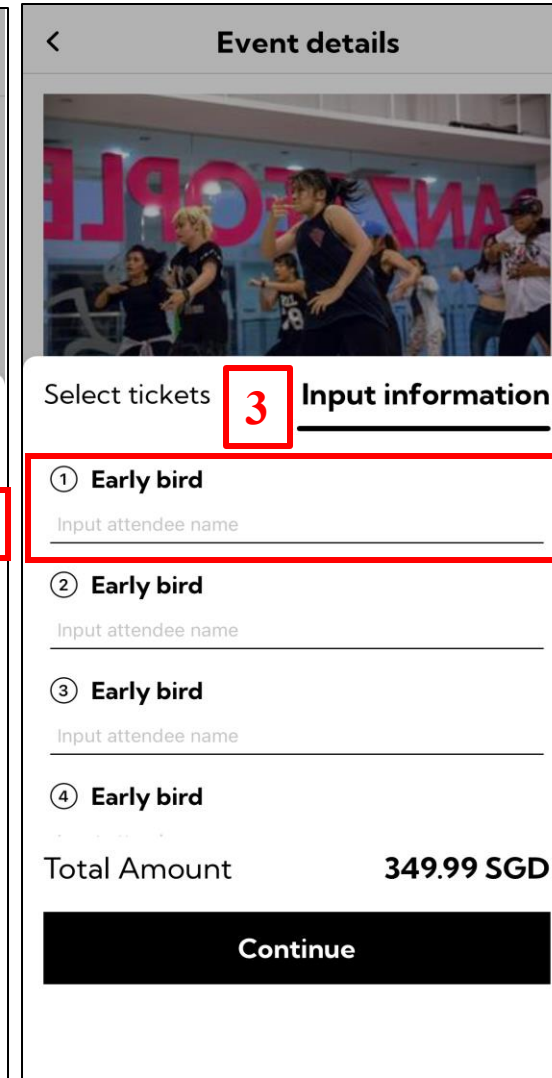 Event details
Select tickets
3
Input information
1 Early bird
Input attendee name
2 Early bird
Input attendee name
3 Early bird
Input attendee name
4 Early bird
Total Amount 349.99 SGD
Continue